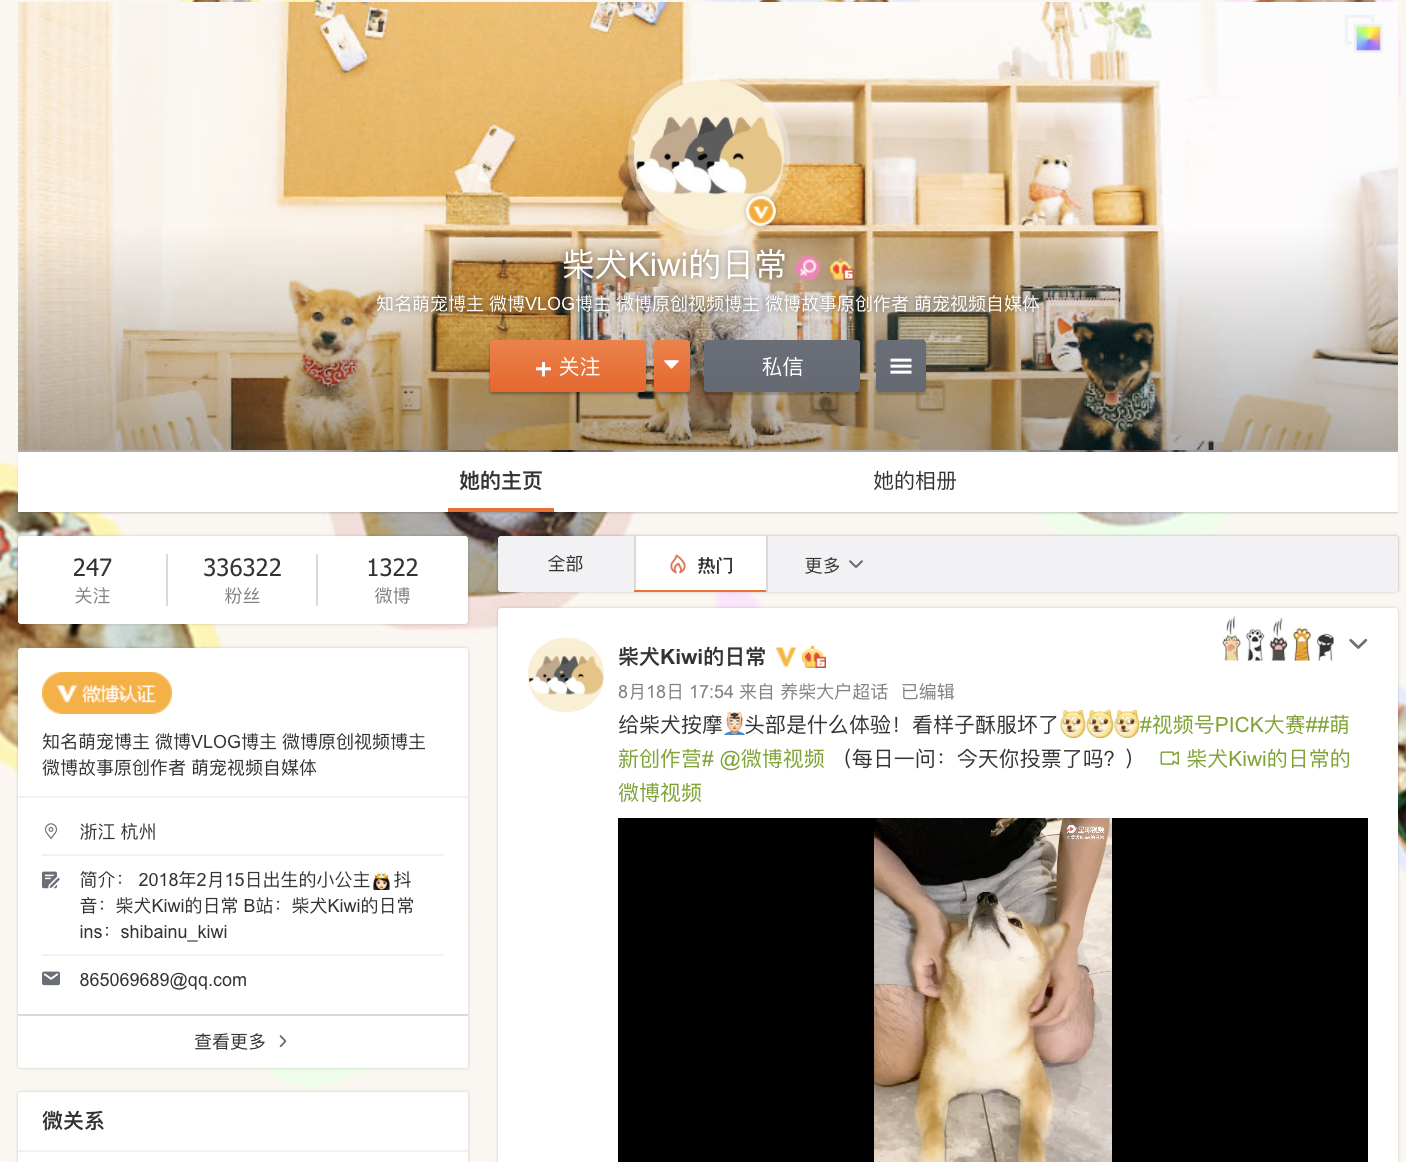 柴犬Kiwi的日常
知名萌宠博主 微博VLOG博主 微博原创视频博主 微博故事原创作者 萌宠视频自媒体
+ 关注
私信
她的主页
她的相册
247
关注
336322
粉丝
1322
微博
V 微博认证
知名萌宠博主 微博VLOG博主 微博原创视频博主
微博故事原创作者 萌宠视频自媒体
浙江 杭州
简介： 2018年2月15日出生的小公主👸抖
音：柴犬Kiwi的日常 B站：柴犬Kiwi的日常
ins：shibainu_kiwi
865069689@qq.com
查看更多
微关系
全部
热门
更多
柴犬Kiwi的日常
8月18日 17:54 来自 养柴大户超话 已编辑
给柴犬按摩💆头部是什么体验！看样子酥服坏了#视频号PICK大赛##萌
新创作营# @微博视频 （每日一问：今天你投票了吗？） 柴犬Kiwi的日常的
微博视频